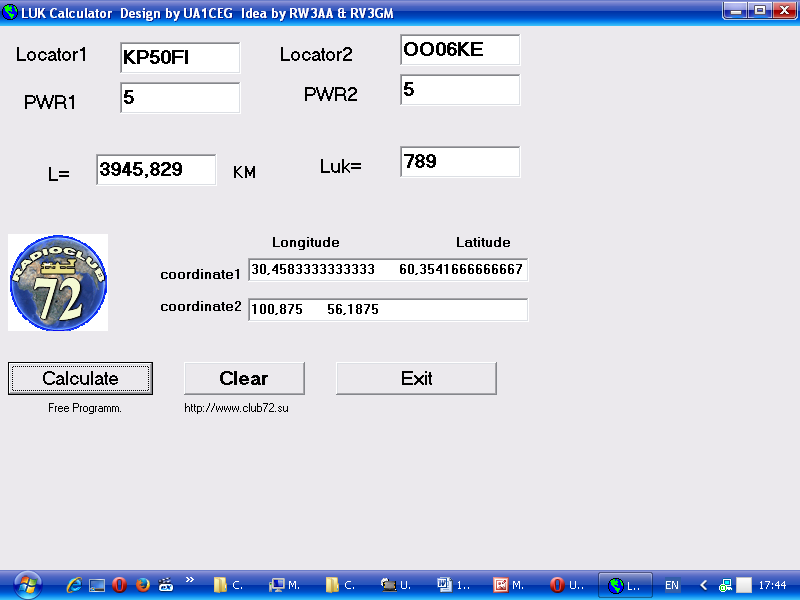 LUK Calculator Design by UA1CEG Idea by RW3AA & RV3GM
Locator1 KP50FI Locator2 OO06KE
PWR1 5 PWR2 5
L= 3945,829 KM Luk= 789
Longitude Latitude
coordinate1 30,4583333333333 60,3541666666667
coordinate2 100,875 56,1875
RADIOCLUB
72
Calculate Clear Exit
Free Programm. http://www.club72.su
C. M. C. U. 1.. M. U.. L.. EN 17:44